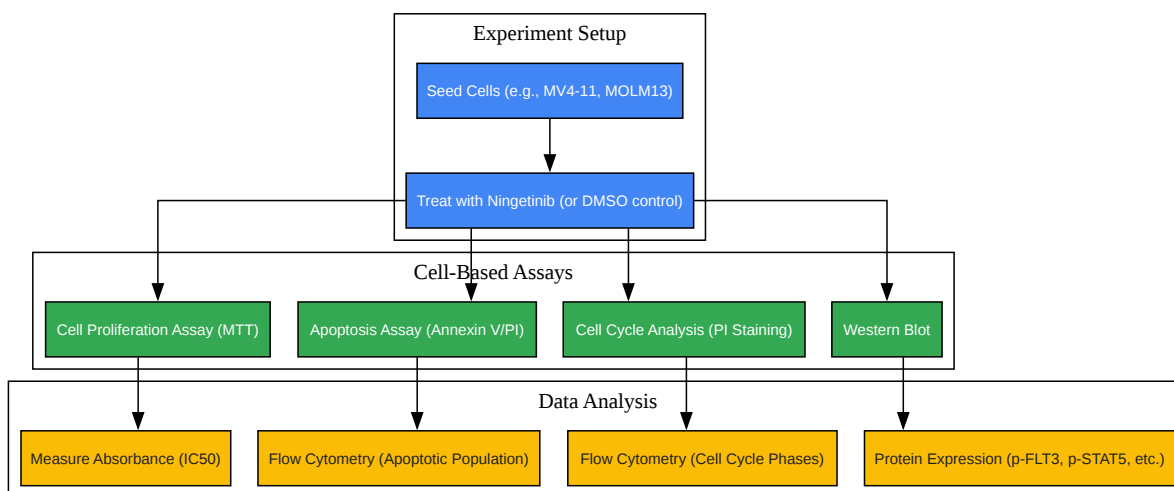 Experiment Setup
Seed Cells (e.g., MV4-11, MOLM13)
Treat with Ningetinib (or DMSO control)
Cell-Based Assays
Cell Proliferation Assay (MTT)
Apoptosis Assay (Annexin V/PI)
Cell Cycle Analysis (PI Staining)
Western Blot
Data Analysis
Measure Absorbance (IC50)
Flow Cytometry (Apoptotic Population)
Flow Cytometry (Cell Cycle Phases)
Protein Expression (p-FLT3, p-STAT5, etc.)